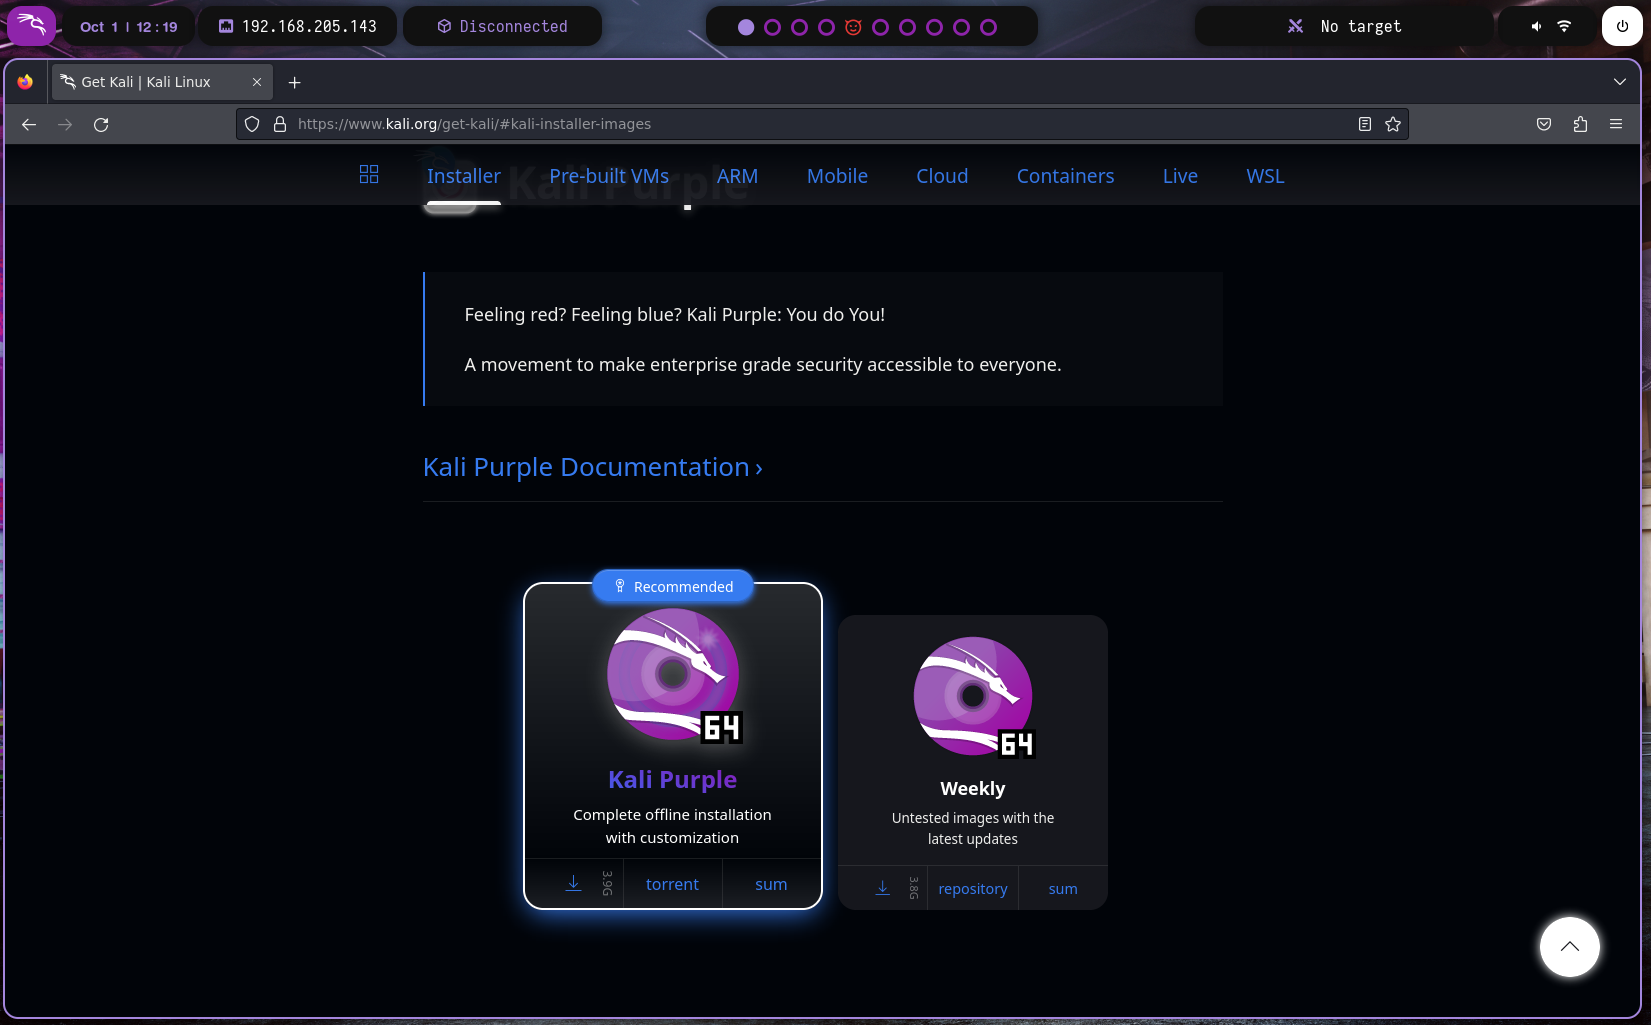 Oct 1 | 12:19
192.168.205.143
Disconnected
No target
Get Kali | Kali Linux
https://www.kali.org/get-kali/#kali-installer-images
Kali Purple
Installer
Pre-built VMs
ARM
Mobile
Cloud
Containers
Live
WSL
Feeling red? Feeling blue? Kali Purple: You do You!
A movement to make enterprise grade security accessible to everyone.
Kali Purple Documentation ›
Recommended
64
Kali Purple
Complete offline installation
with customization
3.9G
torrent
sum
64
Weekly
Untested images with the
latest updates
3.8G
repository
sum